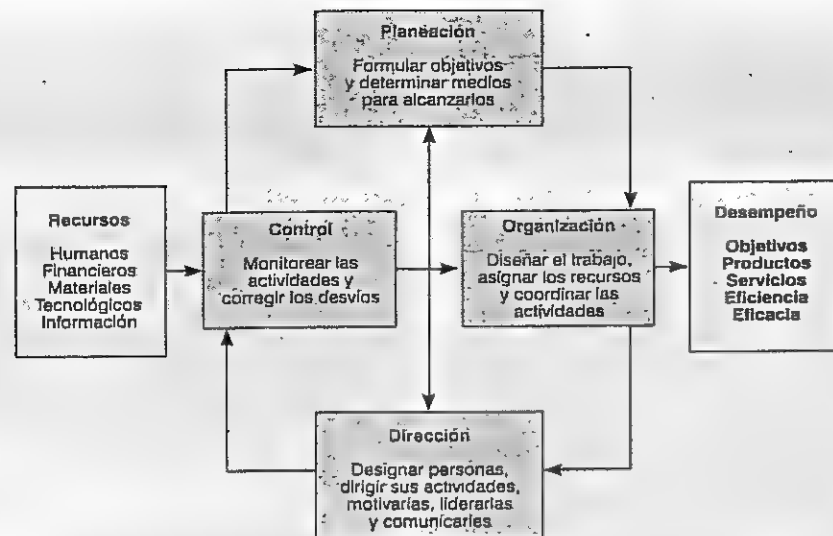 Planeación
Formular objetivos
y determinar medios
para alcanzarlos
Recursos
Humanos
Financieros
Materiales
Tecnológicos
Información
Control
Monitorear las
actividades y
corregir los desvíos
Organización
Diseñar el trabajo,
asignar los recursos
y coordinar las
actividades
Desempeño
Objetivos
Productos
Servicios
Eficiencia
Eficacia
Dirección
Designar personas,
dirigir sus actividades,
motivarlas, liderarlas
y comunicarles